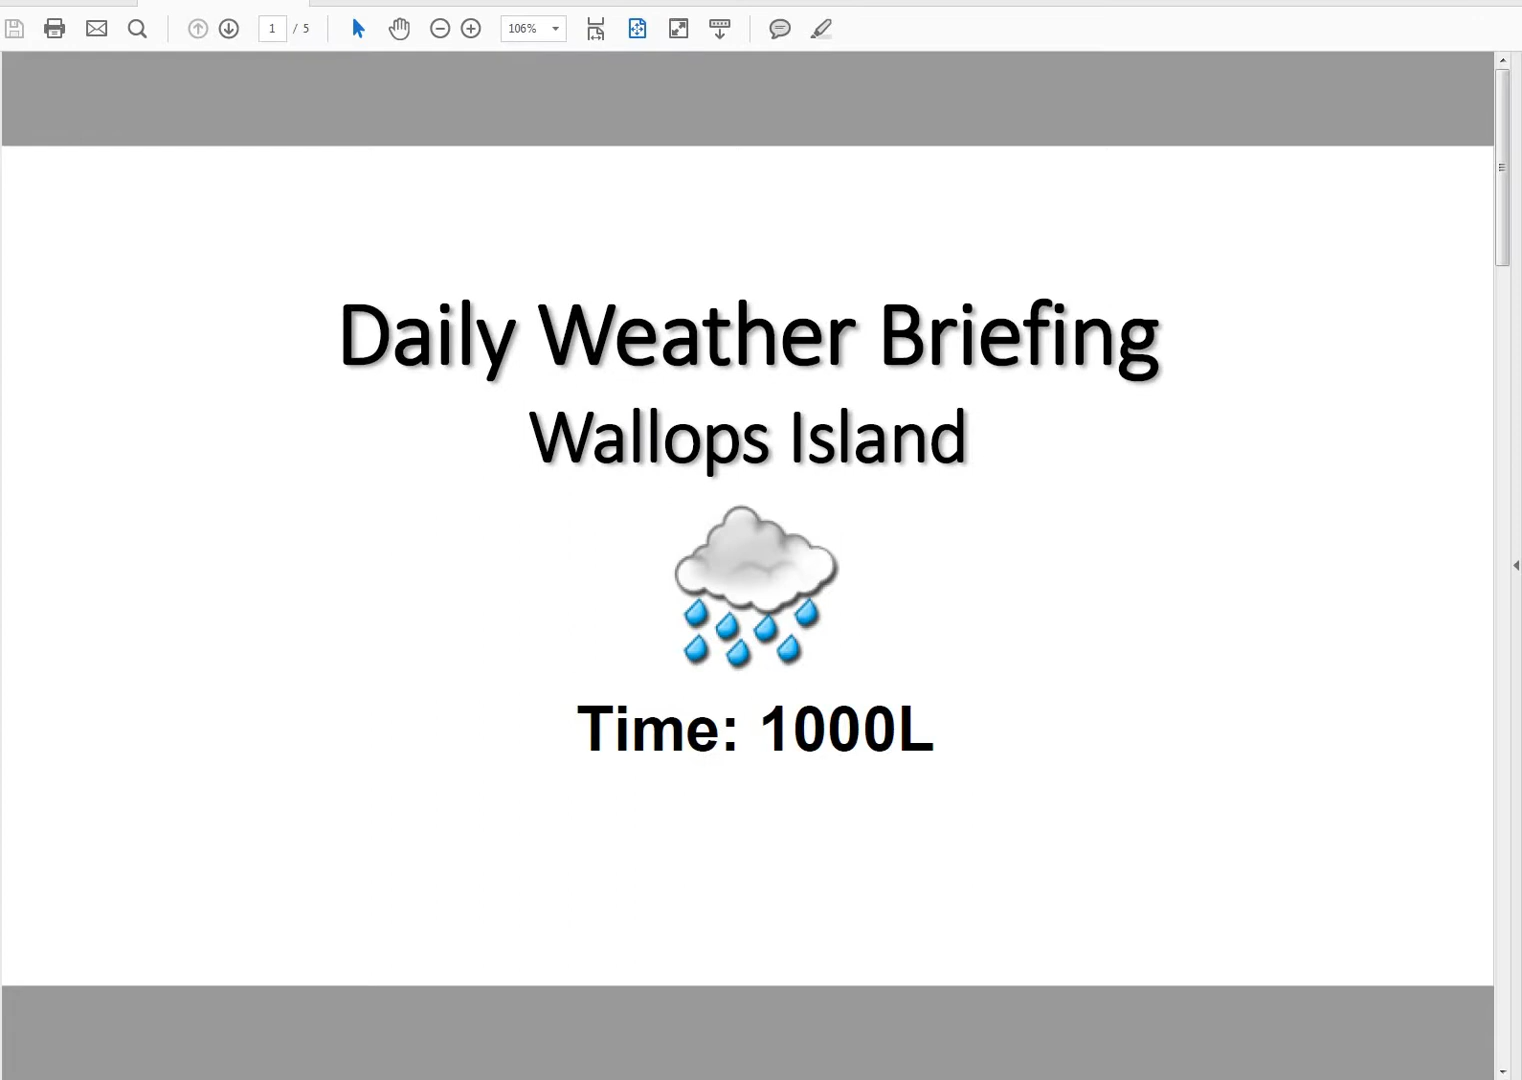 1 / 5
106%
Daily Weather Briefing
Wallops Island
Time: 1000L